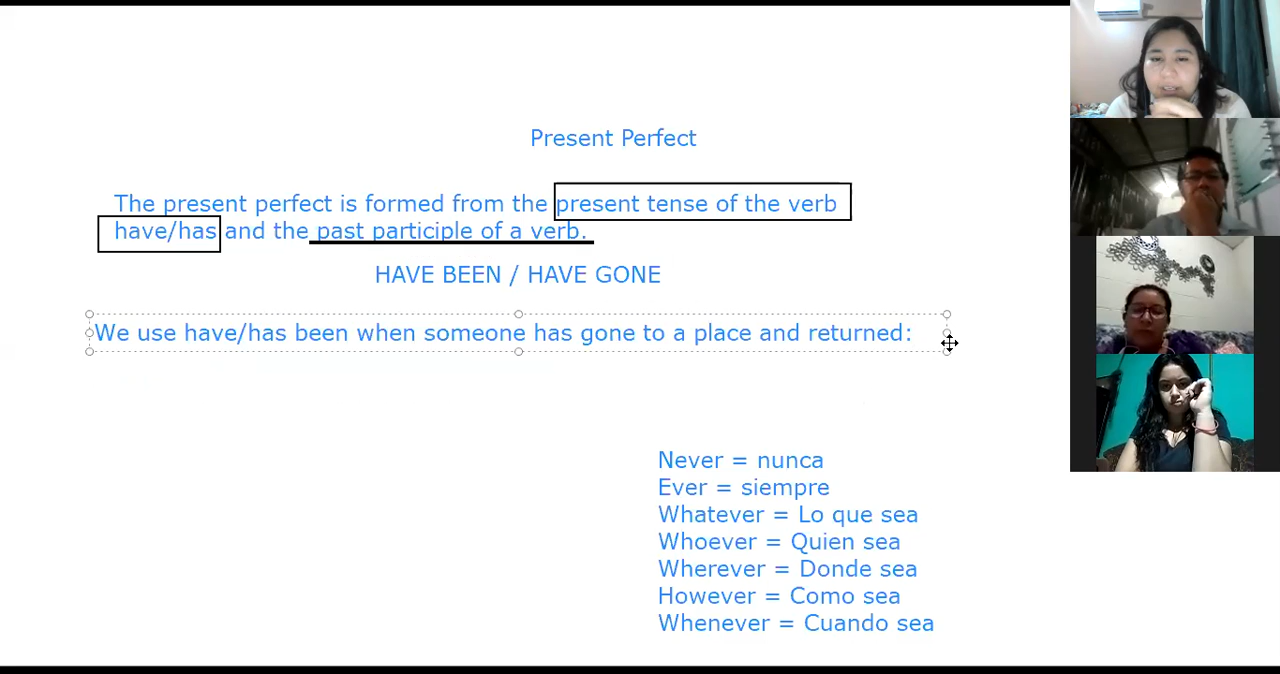 Present Perfect
The present perfect is formed from the present tense of the verb
have/has and the past participle of a verb.
HAVE BEEN / HAVE GONE
We use have/has been when someone has gone to a place and returned:
Never = nunca
Ever = siempre
Whatever = Lo que sea
Whoever = Quien sea
Wherever = Donde sea
However = Como sea
Whenever = Cuando sea